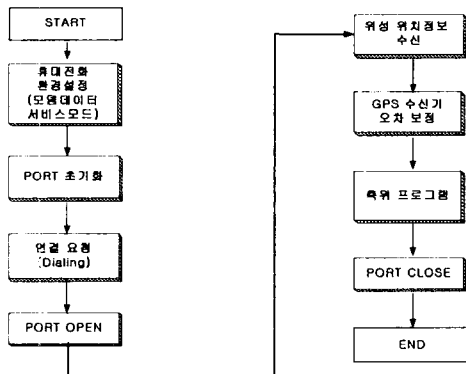 START
휴대전화
환경설정
(모뎀데이터
서비스모드)
PORT 초기화
연결 요청
(Dialing)
PORT OPEN
위성 위치정보
수신
GPS 수신기
오차 보정
측위 프로그램
PORT CLOSE
END